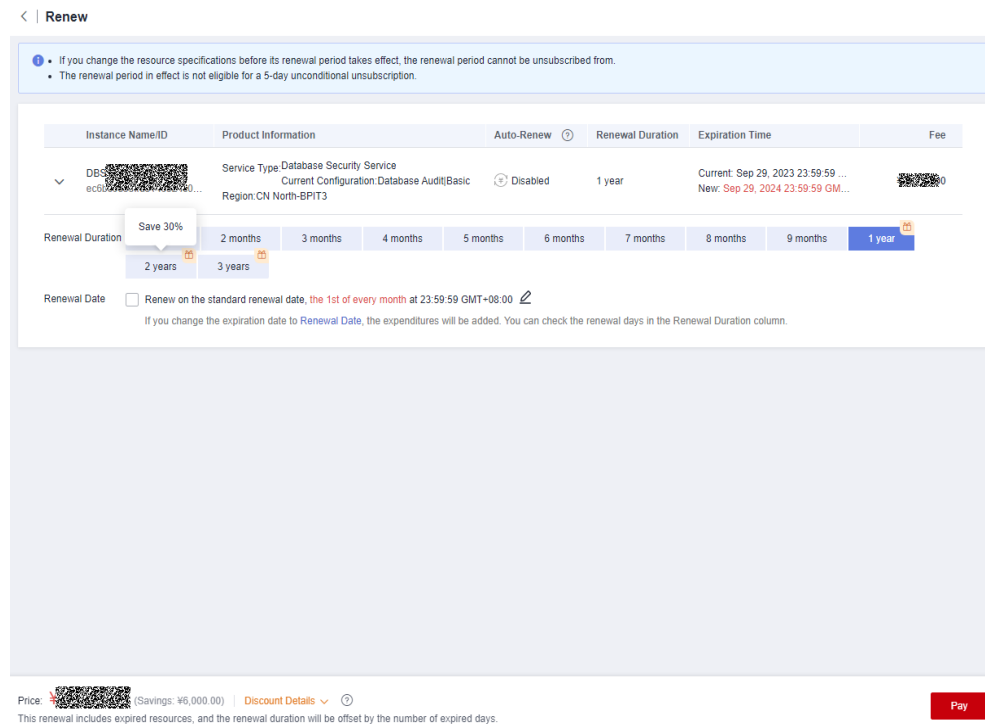 Renew
If you change the resource specifications before its renewal period takes effect, the renewal period cannot be unsubscribed from.
The renewal period in effect is not eligible for a 5-day unconditional unsubscription.
Instance Name/ID Product Information Auto-Renew Renewal Duration Expiration Time Fee
DBS
Service Type:Database Security Service
Current Configuration:Database Audit|Basic
Region:CN North-BPIT3
Disabled
1 year
Current: Sep 29, 2023 23:59:59 ...
New: Sep 29, 2024 23:59:59 GM...
Save 30%
Renewal Duration 2 months 3 months 4 months 5 months 6 months 7 months 8 months 9 months 1 year
2 years 3 years
Renewal Date Renew on the standard renewal date, the 1st of every month at 23:59:59 GMT+08:00
If you change the expiration date to Renewal Date, the expenditures will be added. You can check the renewal days in the Renewal Duration column.
Price: ¥ (Savings: ¥6,000.00) Discount Details
This renewal includes expired resources, and the renewal duration will be offset by the number of expired days.
Pay